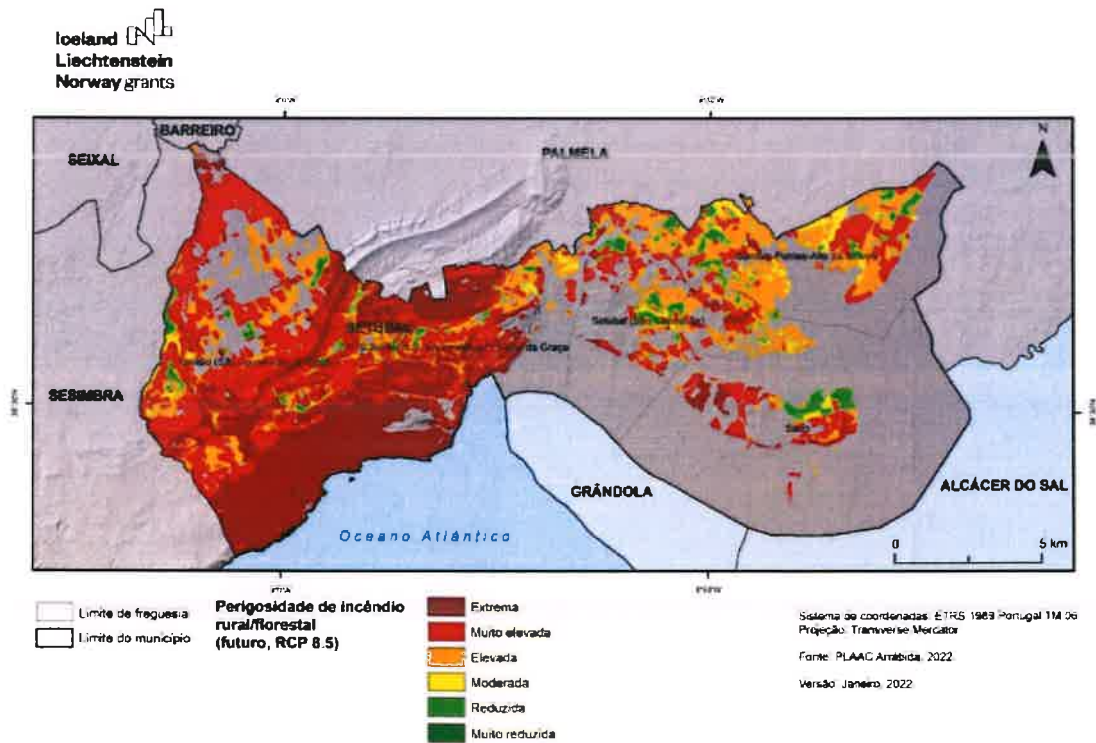 Iceland
Liechtenstein
Norway grants
BARREIRO
SEIXAL
PALMELA
N
SETÚBAL
Sado
SESIMBRA
GRÂNDOLA
ALCÁCER DO SAL
Oceano Atlântico
0 5 km
Limite de freguesia
Limite do município
Perigosidade de incêndio
rural/florestal
(futuro, RCP 8.5)
Extrema
Muito elevada
Elevada
Moderada
Reduzida
Muito reduzida
Sistema de coordenadas: ETRS 1989 Portugal TM 06
Projeção: Transverse Mercator
Fonte: PLAAC Arrábida, 2022
Versão: Janeiro, 2022